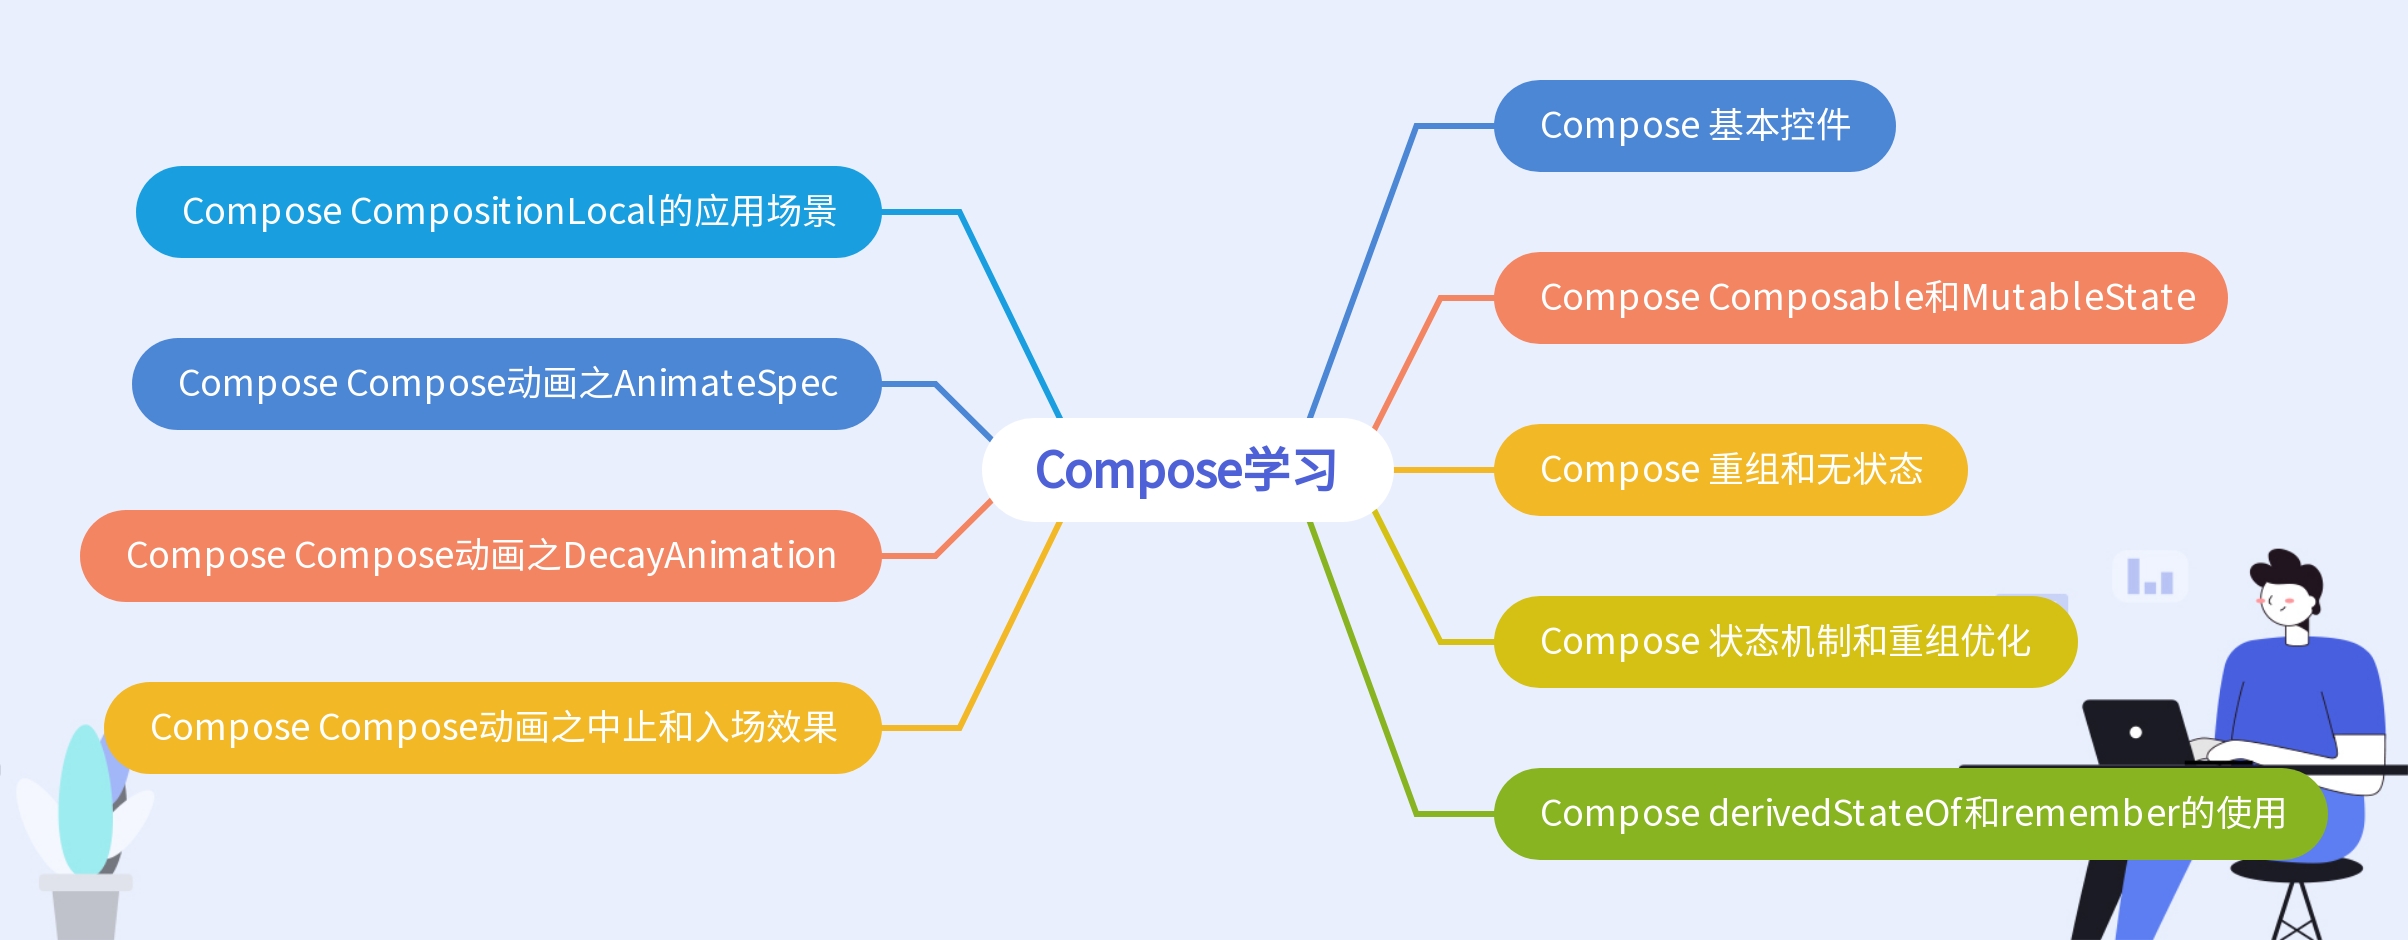 Compose学习
Compose 基本控件
Compose Composable和MutableState
Compose 重组和无状态
Compose 状态机制和重组优化
Compose derivedStateOf和remember的使用
Compose CompositionLocal的应用场景
Compose Compose动画之AnimateSpec
Compose Compose动画之DecayAnimation
Compose Compose动画之中止和入场效果